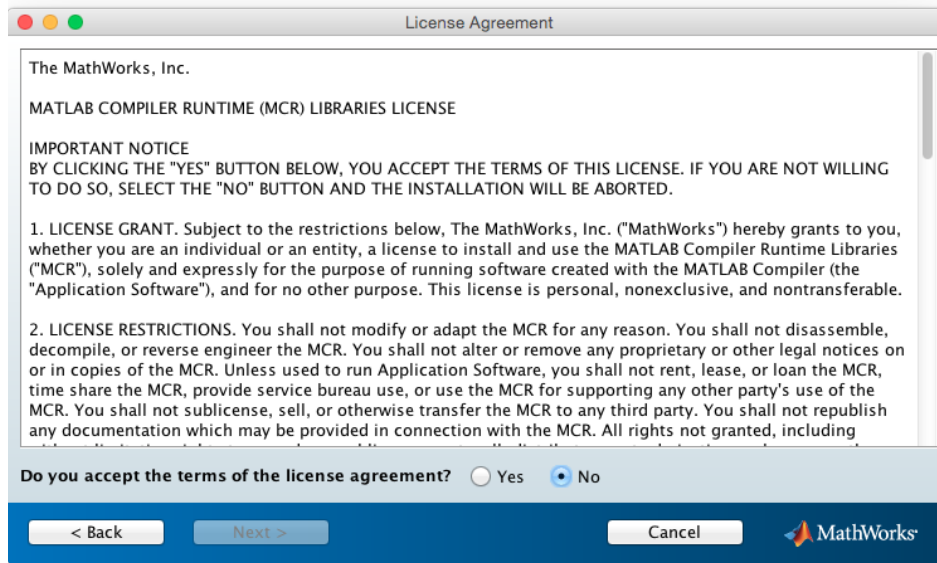 License Agreement
The MathWorks, Inc.
MATLAB COMPILER RUNTIME (MCR) LIBRARIES LICENSE
IMPORTANT NOTICE
BY CLICKING THE "YES" BUTTON BELOW, YOU ACCEPT THE TERMS OF THIS LICENSE. IF YOU ARE NOT WILLING
TO DO SO, SELECT THE "NO" BUTTON AND THE INSTALLATION WILL BE ABORTED.
1. LICENSE GRANT. Subject to the restrictions below, The MathWorks, Inc. ("MathWorks") hereby grants to you,
whether you are an individual or an entity, a license to install and use the MATLAB Compiler Runtime Libraries
("MCR"), solely and expressly for the purpose of running software created with the MATLAB Compiler (the
"Application Software"), and for no other purpose. This license is personal, nonexclusive, and nontransferable.
2. LICENSE RESTRICTIONS. You shall not modify or adapt the MCR for any reason. You shall not disassemble,
decompile, or reverse engineer the MCR. You shall not alter or remove any proprietary or other legal notices on
or in copies of the MCR. Unless used to run Application Software, you shall not rent, lease, or loan the MCR,
time share the MCR, provide service bureau use, or use the MCR for supporting any other party's use of the
MCR. You shall not sublicense, sell, or otherwise transfer the MCR to any third party. You shall not republish
any documentation which may be provided in connection with the MCR. All rights not granted, including
Do you accept the terms of the license agreement? Yes No
< Back Next > Cancel MathWorks